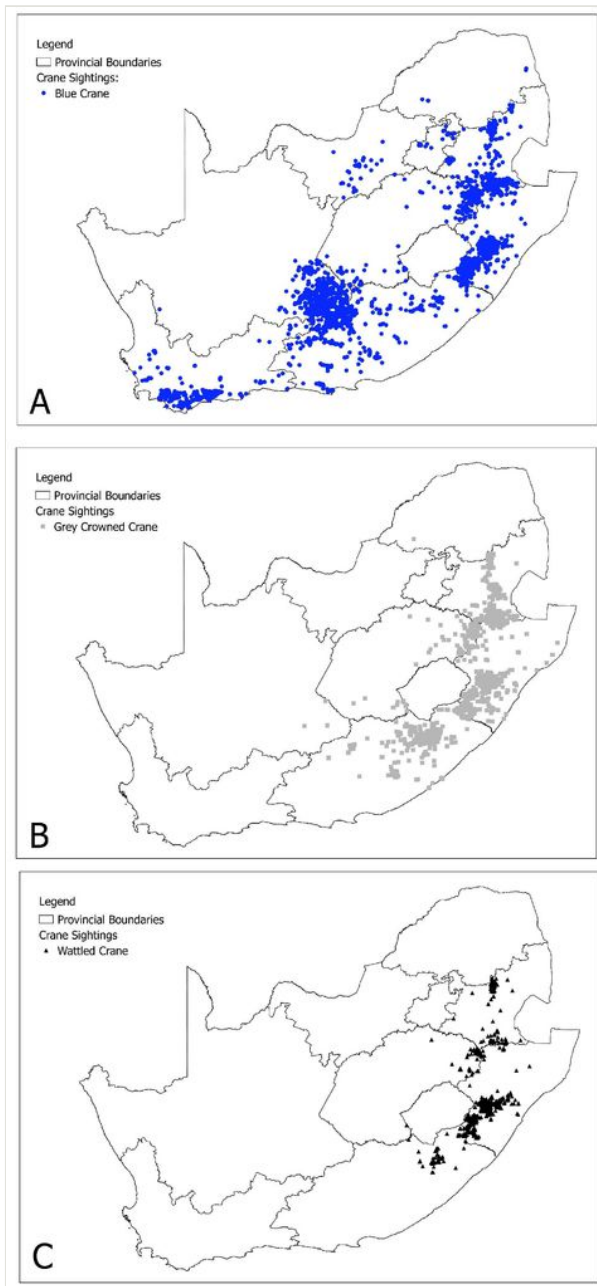 Legend
Provincial Boundaries
Crane Sightings:
Blue Crane
A
Legend
Provincial Boundaries
Crane Sightings
Grey Crowned Crane
B
Legend
Provincial Boundaries
Crane Sightings
Wattled Crane
C